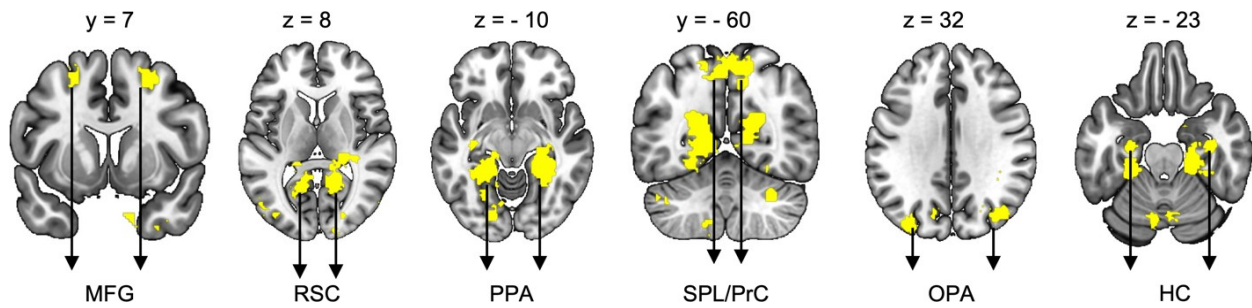 y = 7 z = 8 z = - 10 y = - 60 z = 32 z = - 23
MFG RSC PPA SPL/PrC OPA HC